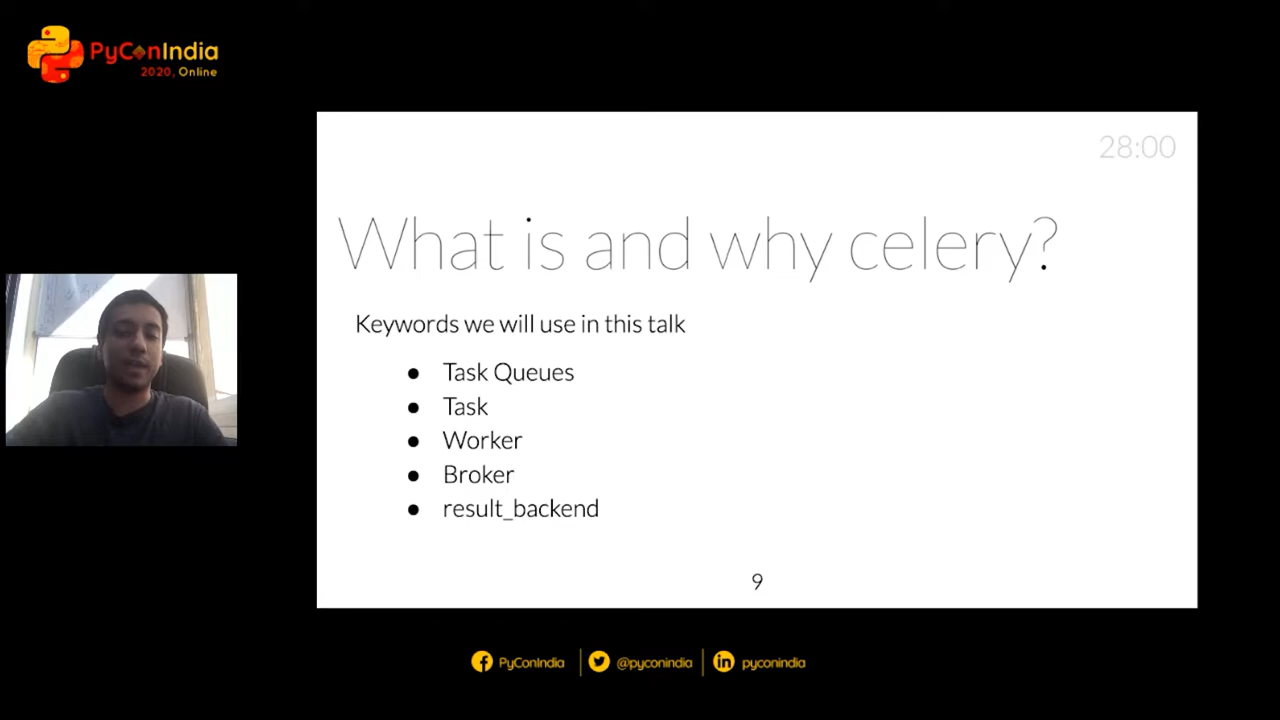 PyConIndia
2020, Online
28:00
What is and why celery?
Keywords we will use in this talk
● Task Queues
● Task
● Worker
● Broker
● result_backend
9
PyConIndia
@pyconindia
pyconindia